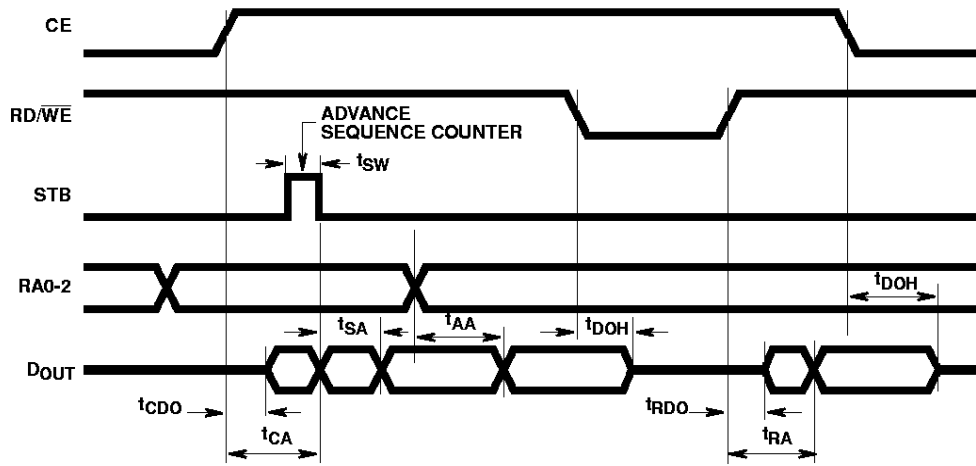 CE
RD/WE
ADVANCE
SEQUENCE COUNTER
tSW
STB
RA0-2
tDOH
tSA
tAA
tDOH
DOUT
tCDO
tRDO
tCA
tRA